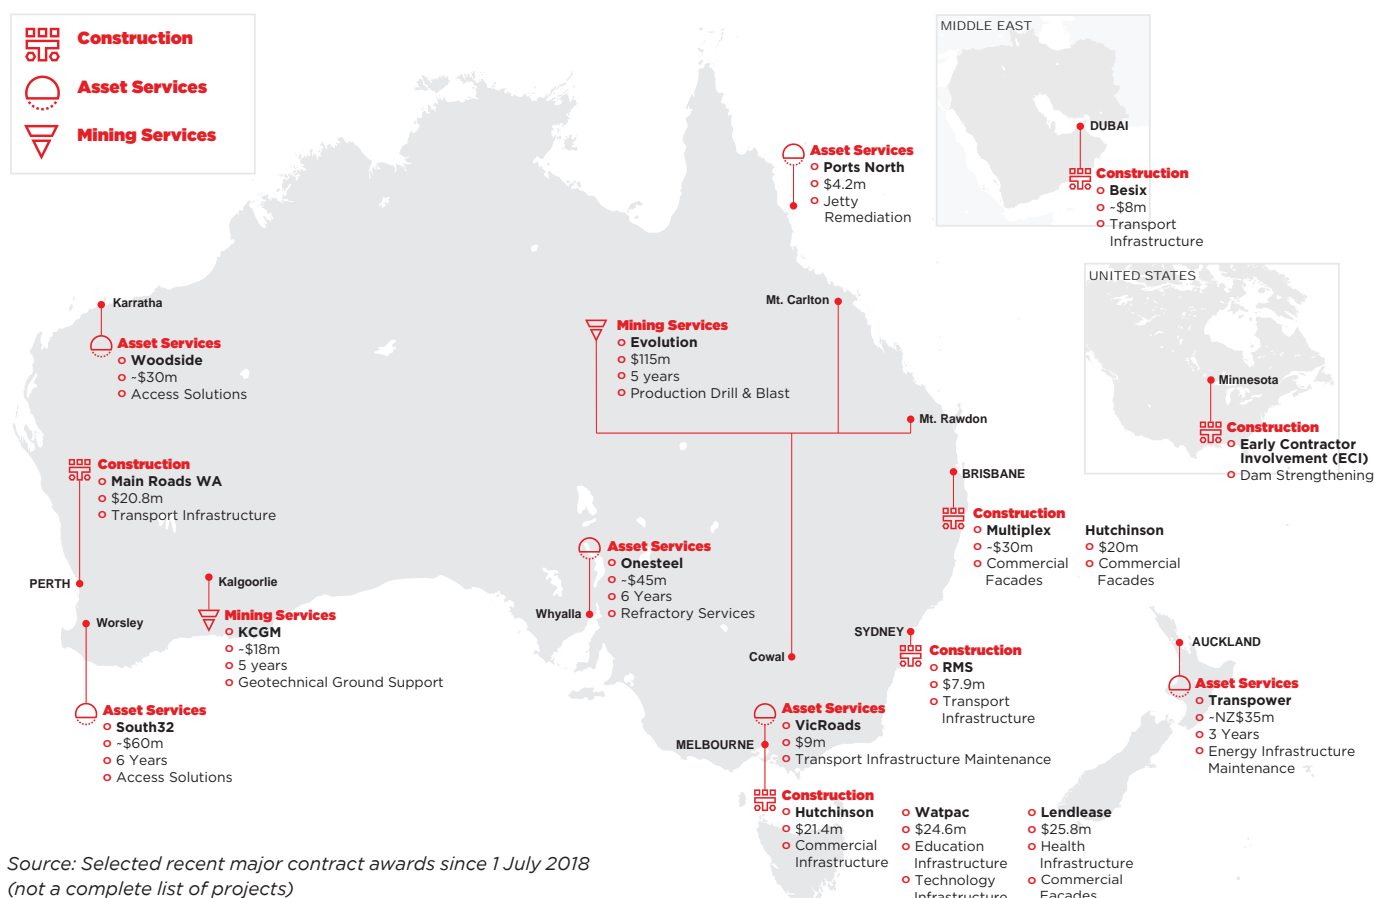 Construction
Asset Services
Mining Services
MIDDLE EAST
DUBAI
Construction
Besix
~$8m
Transport
Infrastructure
Asset Services
Ports North
$4.2m
Jetty
Remediation
UNITED STATES
Minnesota
Construction
Early Contractor
Involvement (ECI)
Dam Strengthening
Karratha
Asset Services
Woodside
~$30m
Access Solutions
Mt. Carlton
Mining Services
Evolution
$115m
5 years
Production Drill & Blast
Mt. Rawdon
Cowal
Construction
Main Roads WA
$20.8m
Transport Infrastructure
PERTH
BRISBANE
Construction
Multiplex
~$30m
Commercial
Facades
Hutchinson
$20m
Commercial
Facades
Kalgoorlie
Mining Services
KCGM
~$18m
5 years
Geotechnical Ground Support
Worsley
Asset Services
South32
~$60m
6 Years
Access Solutions
Asset Services
Onesteel
~$45m
6 Years
Refractory Services
Whyalla
SYDNEY
Construction
RMS
$7.9m
Transport
Infrastructure
AUCKLAND
Asset Services
Transpower
~NZ$35m
3 Years
Energy Infrastructure
Maintenance
Asset Services
VicRoads
$9m
Transport Infrastructure Maintenance
MELBOURNE
Construction
Hutchinson
$21.4m
Commercial
Infrastructure
Watpac
$24.6m
Education
Infrastructure
Technology
Infrastructure
Lendlease
$25.8m
Health
Infrastructure
Commercial
Facades
Source: Selected recent major contract awards since 1 July 2018
(not a complete list of projects)